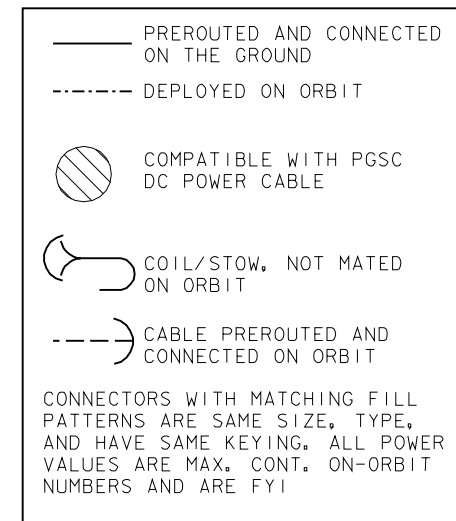 PREROUTED AND CONNECTED
ON THE GROUND
DEPLOYED ON ORBIT
COMPATIBLE WITH PGSC
DC POWER CABLE
COIL/STOW, NOT MATED
ON ORBIT
CABLE PREROUTED AND
CONNECTED ON ORBIT
CONNECTORS WITH MATCHING FILL
PATTERNS ARE SAME SIZE, TYPE,
AND HAVE SAME KEYING. ALL POWER
VALUES ARE MAX. CONT. ON-ORBIT
NUMBERS AND ARE FYI